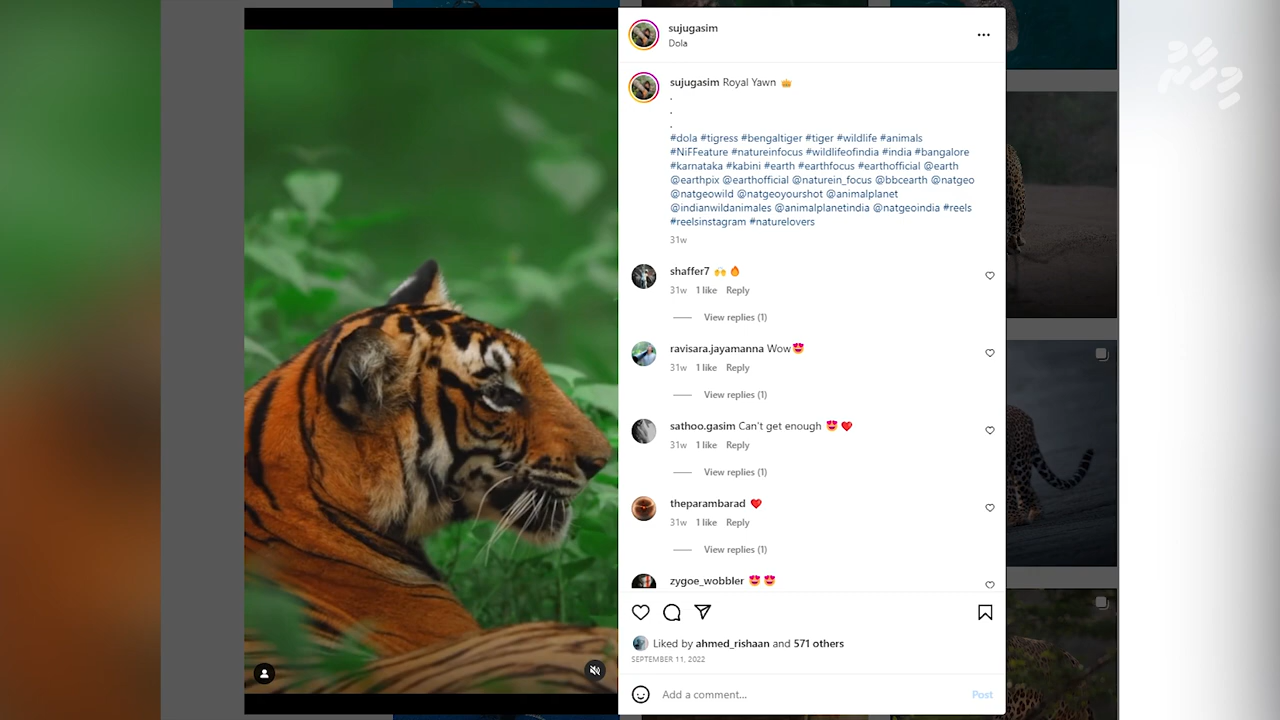 sujugasim
Dola
sujugasim Royal Yawn 👑
.
.
.
#dola #tigress #bengaltiger #tiger #wildlife #animals
#NiFFeature #natureinfocus #wildlifeofindia #india #bangalore
#karnataka #kabini #earth #earthfocus #earthofficial @earth
@earthpix @earthofficial @naturein_focus @bbcearth @natgeo
@natgeowild @natgeoyourshot @animalplanet
@indianwildanimales @animalplanetindia @natgeoindia #reels
#reelsinstagram #naturelovers
31w
shaffer7 🙌 🔥
31w 1 like Reply
View replies (1)
ravisara.jayamanna Wow😍
31w 1 like Reply
View replies (1)
sathoo.gasim Can't get enough 😍 ❤️
31w 1 like Reply
View replies (1)
theparambarad ❤️
31w 1 like Reply
View replies (1)
zygoe_wobbler 😍 😍
Liked by ahmed_rishaan and 571 others
SEPTEMBER 11, 2022
Add a comment...
Post